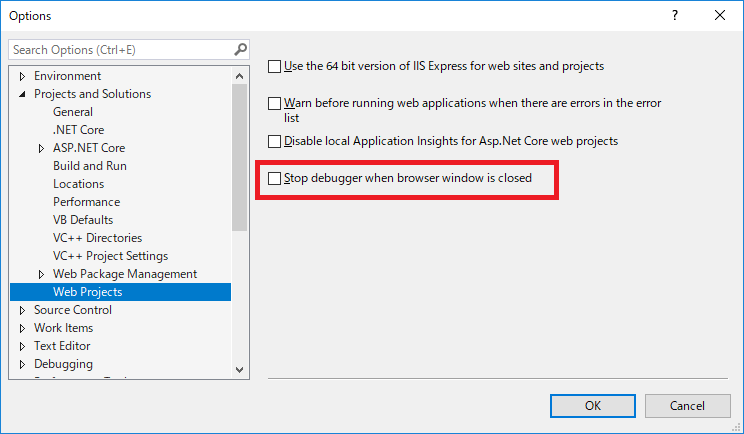 Options
?
Search Options (Ctrl+E)
Environment
Projects and Solutions
General
.NET Core
ASP.NET Core
Build and Run
Locations
Performance
VB Defaults
VC++ Directories
VC++ Project Settings
Web Package Management
Web Projects
Source Control
Work Items
Text Editor
Debugging
Use the 64 bit version of IIS Express for web sites and projects
Warn before running web applications when there are errors in the error
list
Disable local Application Insights for Asp.Net Core web projects
Stop debugger when browser window is closed
OK
Cancel